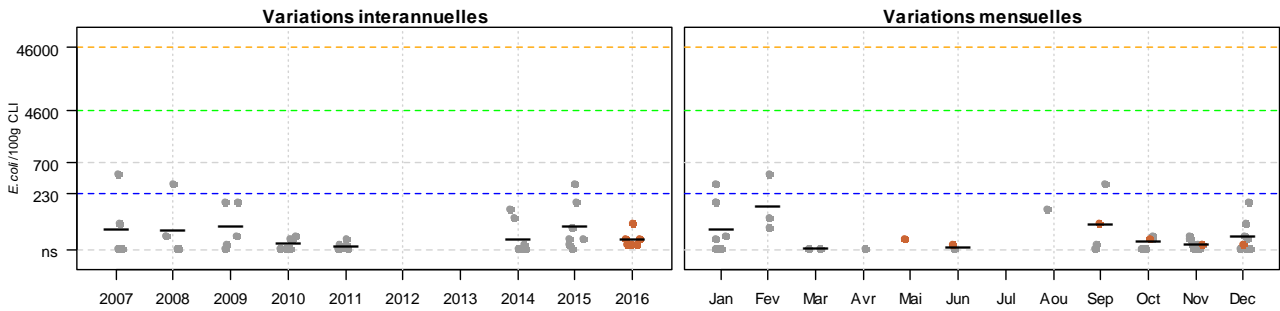 Variations interannuelles
Variations mensuelles
E.coli/100g CLI
46000
4600
700
230
ns
2007 2008 2009 2010 2011 2012 2013 2014 2015 2016
Jan Fev Mar Avr Mai Jun Jul Aou Sep Oct Nov Dec